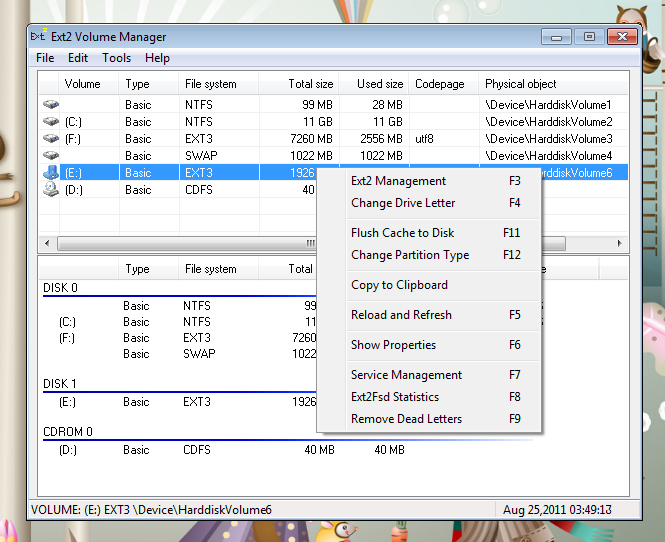 Ext2 Volume Manager
File Edit Tools Help
Volume Type File system Total size Used size Codepage Physical object
Basic NTFS 99 MB 28 MB \Device\HarddiskVolume1
(C:) Basic NTFS 11 GB 11 GB \Device\HarddiskVolume2
(F:) Basic EXT3 7260 MB 2556 MB utf8 \Device\HarddiskVolume3
Basic SWAP 1022 MB 1022 MB \Device\HarddiskVolume4
(E:) Basic EXT3 1926 rddiskVolume6
(D:) Basic CDFS 40
Ext2 Management F3
Change Drive Letter F4
Flush Cache to Disk F11
Change Partition Type F12
Copy to Clipboard
Reload and Refresh F5
Show Properties F6
Service Management F7
Ext2Fsd Statistics F8
Remove Dead Letters F9
Type File system Total
DISK 0
Basic NTFS 99
(C:) Basic NTFS 11
(F:) Basic EXT3 7260
Basic SWAP 1022
DISK 1
(E:) Basic EXT3 1926
CDROM 0
(D:) Basic CDFS 40 MB 40 MB
VOLUME: (E:) EXT3 \Device\HarddiskVolume6 Aug 25,2011 03:49:13